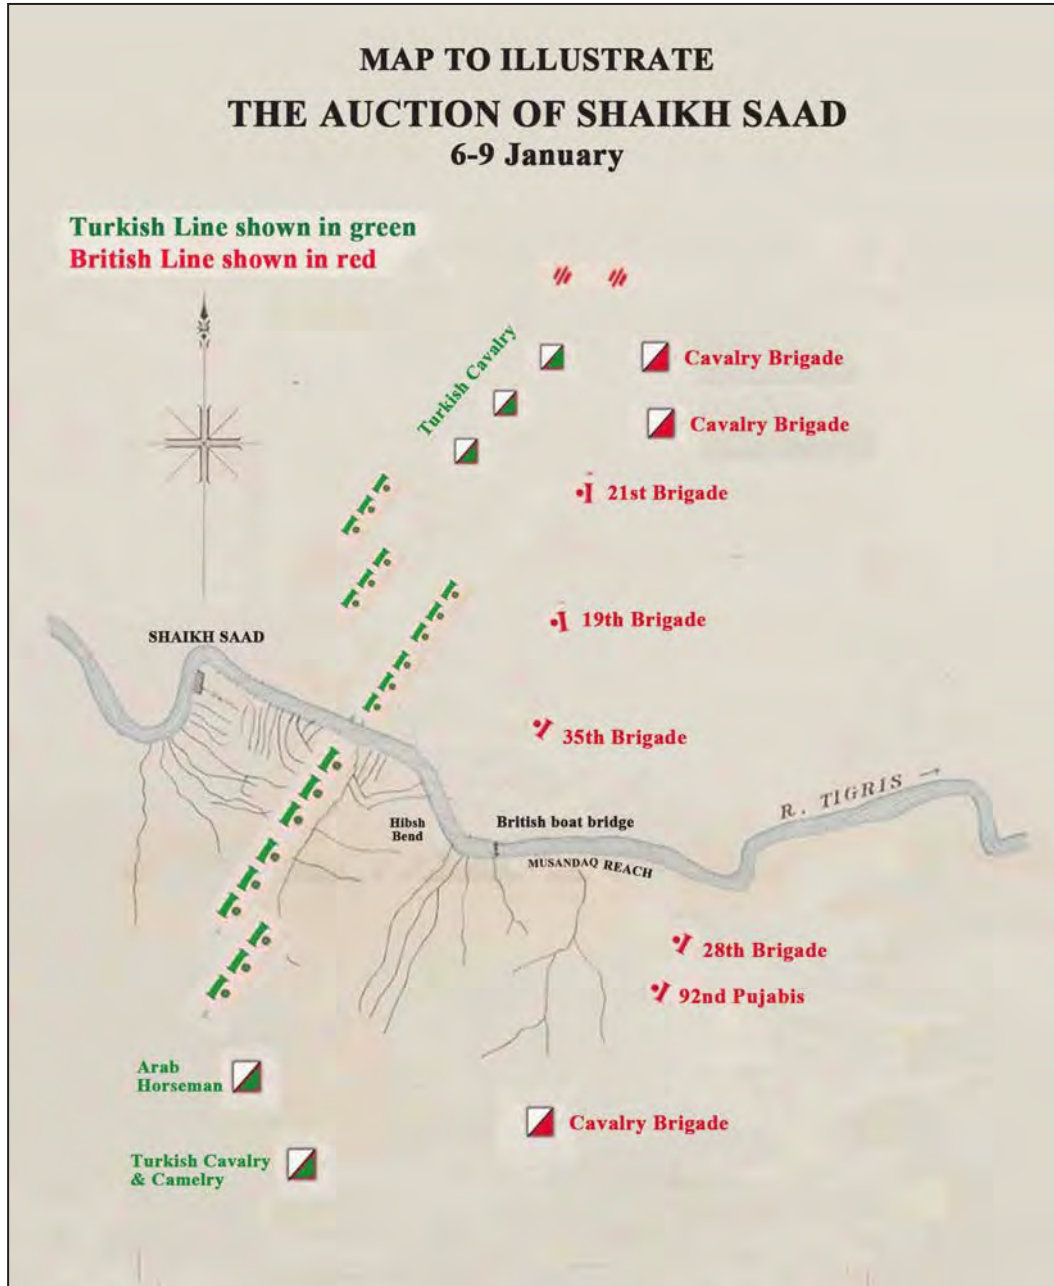 MAP TO ILLUSTRATE
THE AUCTION OF SHAIKH SAAD
6-9 January
Turkish Line shown in green
British Line shown in red
Turkish Cavalry
Cavalry Brigade
Cavalry Brigade
21st Brigade
19th Brigade
SHAIKH SAAD
35th Brigade
R. TIGRIS →
Hibsh
Bend
British boat bridge
MUSANDAQ REACH
28th Brigade
92nd Pujabis
Arab
Horseman
Cavalry Brigade
Turkish Cavalry
& Camelry